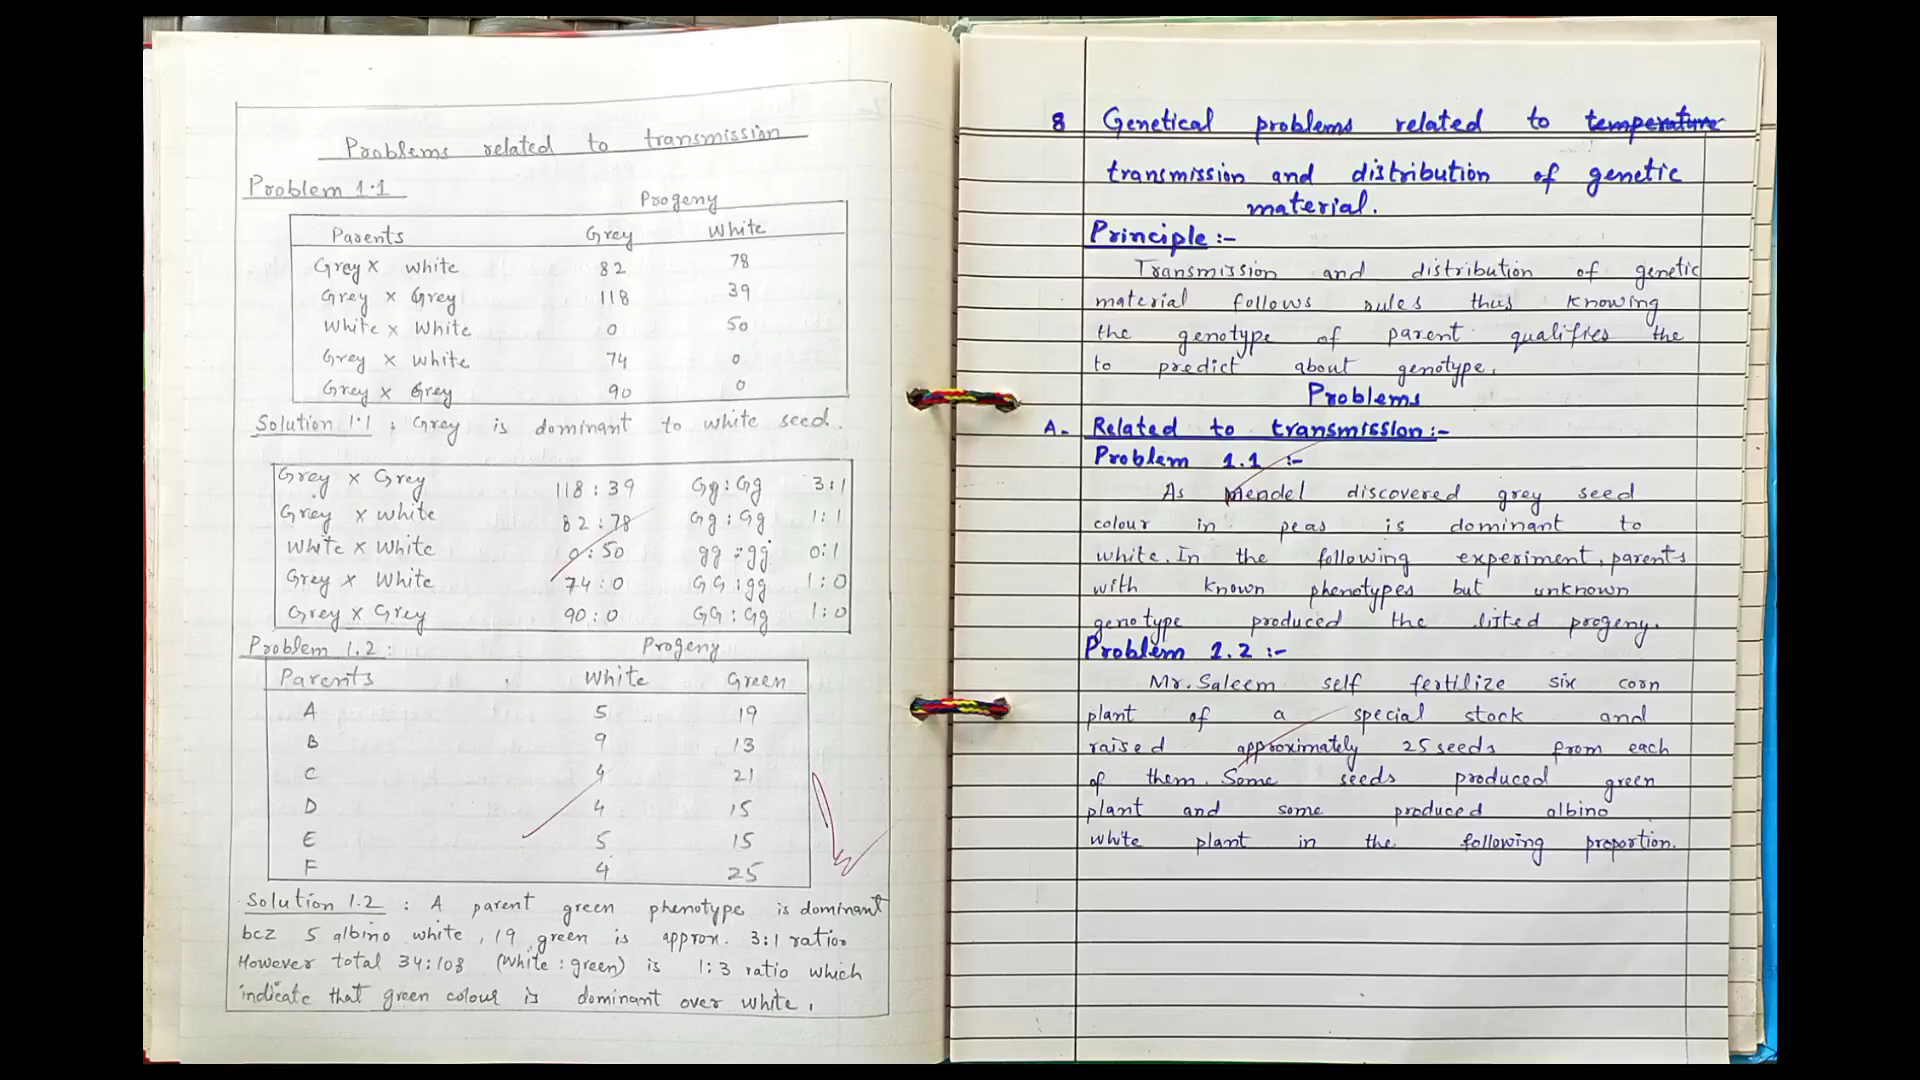 Problems related to transmission
Problem 1.1
Progeny
Parents Grey White
Grey x white 82 78
Grey x Grey 118 39
White x White 0 50
Grey x white 74 0
Grey x Grey 90 0
Solution 1.1 : Grey is dominant to white seed.
Grey x Grey 118 : 39 Gg : Gg 3:1
Grey x white 82 : 78 Gg : Gg 1:1
White x White 0 : 50 gg : gg 0:1
Grey x White 74 : 0 GG : gg 1:0
Grey x Grey 90 : 0 GG : Gg 1:0
Problem 1.2 : Progeny
Parents White Green
A 5 19
B 9 13
C 4 21
D 4 15
E 5 15
F 4 25
Solution 1.2 : A parent green phenotype is dominant
bcz 5 albino white, 19 green is approx. 3:1 ratio.
However total 34:108 (White : green) is 1:3 ratio which
indicate that green colour is dominant over white.
8 Genetical problems related to temperature
transmission and distribution of genetic
material.
Principle :-
Transmission and distribution of genetic
material follows rules thus knowing
the genotype of parent qualifies the
to predict about genotype.
Problems
A- Related to transmission:-
Problem 1.1 :-
As Mendel discovered grey seed
colour in peas is dominant to
white. In the following experiment, parents
with known phenotypes but unknown
genotype produced the listed progeny.
Problem 1.2 :-
Mr. Saleem self fertilize six corn
plant of a special stock and
raised approximately 25 seeds from each
of them. Some seeds produced green
plant and some produced albino
white plant in the following proportion.